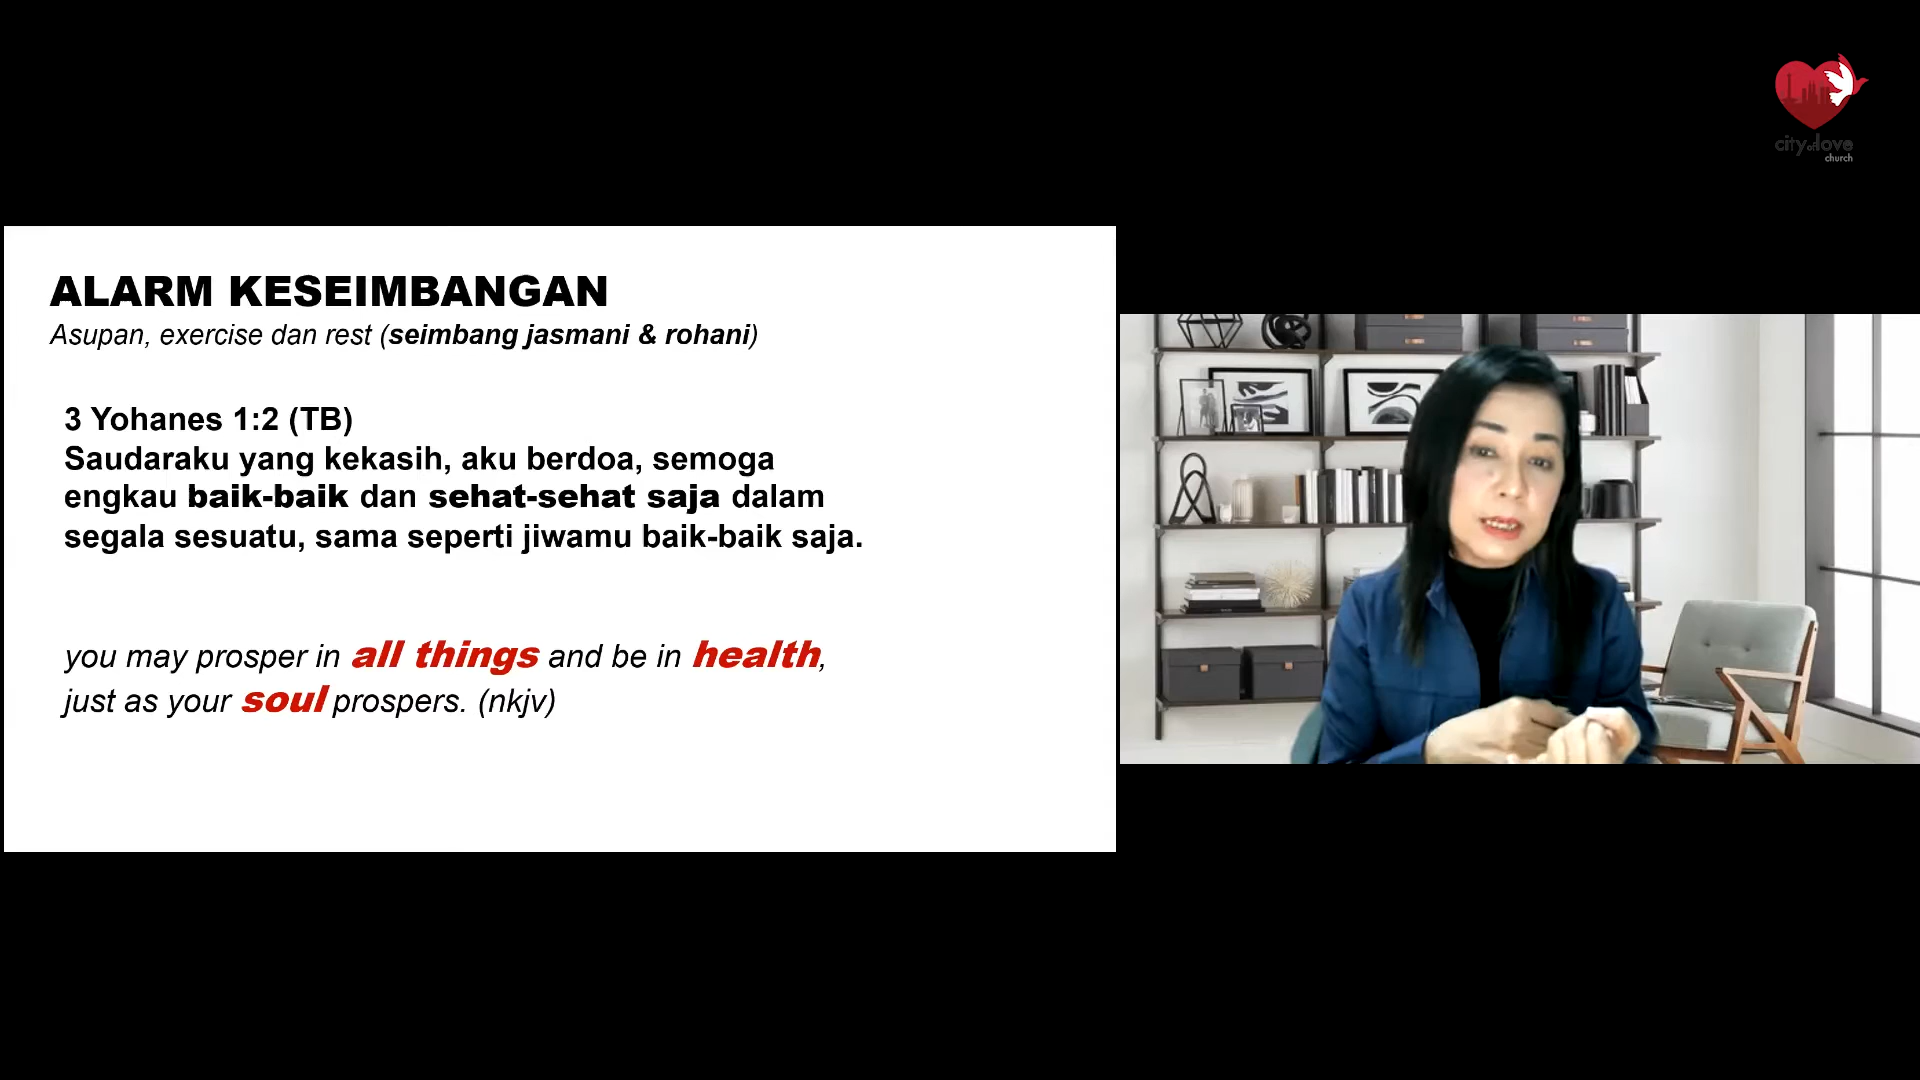 city of love
church
ALARM KESEIMBANGAN
Asupan, exercise dan rest (seimbang jasmani & rohani)
3 Yohanes 1:2 (TB)
Saudaraku yang kekasih, aku berdoa, semoga
engkau baik-baik dan sehat-sehat saja dalam
segala sesuatu, sama seperti jiwamu baik-baik saja.
you may prosper in all things and be in health,
just as your soul prospers. (nkjv)